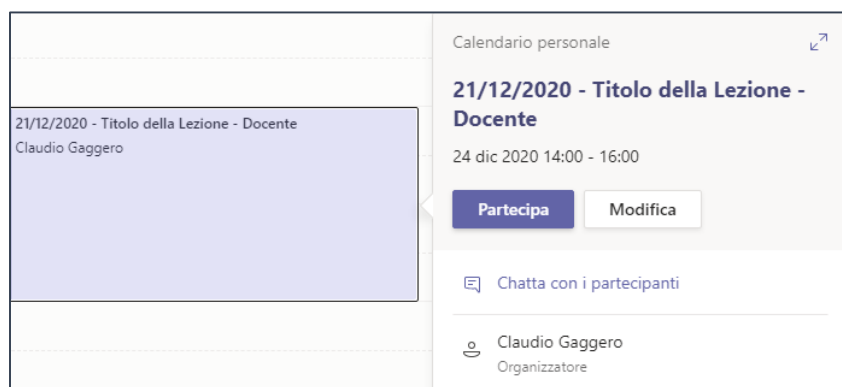 21/12/2020 - Titolo della Lezione - Docente
Claudio Gaggero
Calendario personale
21/12/2020 - Titolo della Lezione -
Docente
24 dic 2020 14:00 - 16:00
Partecipa Modifica
Chatta con i partecipanti
Claudio Gaggero
Organizzatore